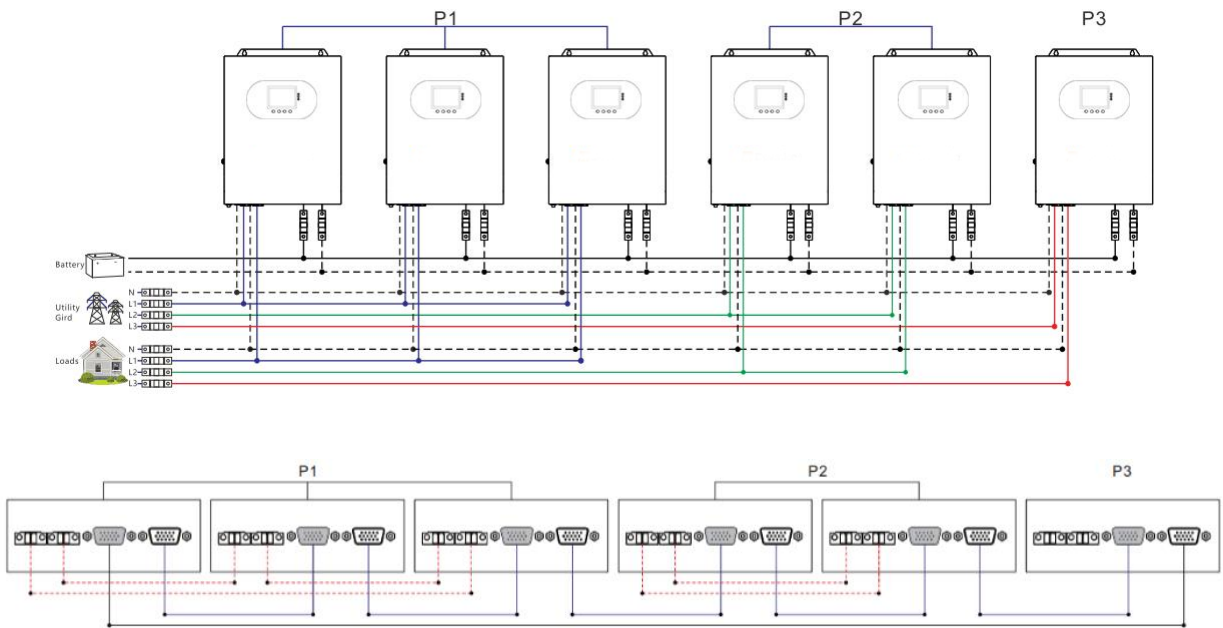 P1 P2 P3
Battery
N
L1
Utility
Gird
L2
L3
N
Loads
L1
L2
L3
P1 P2 P3